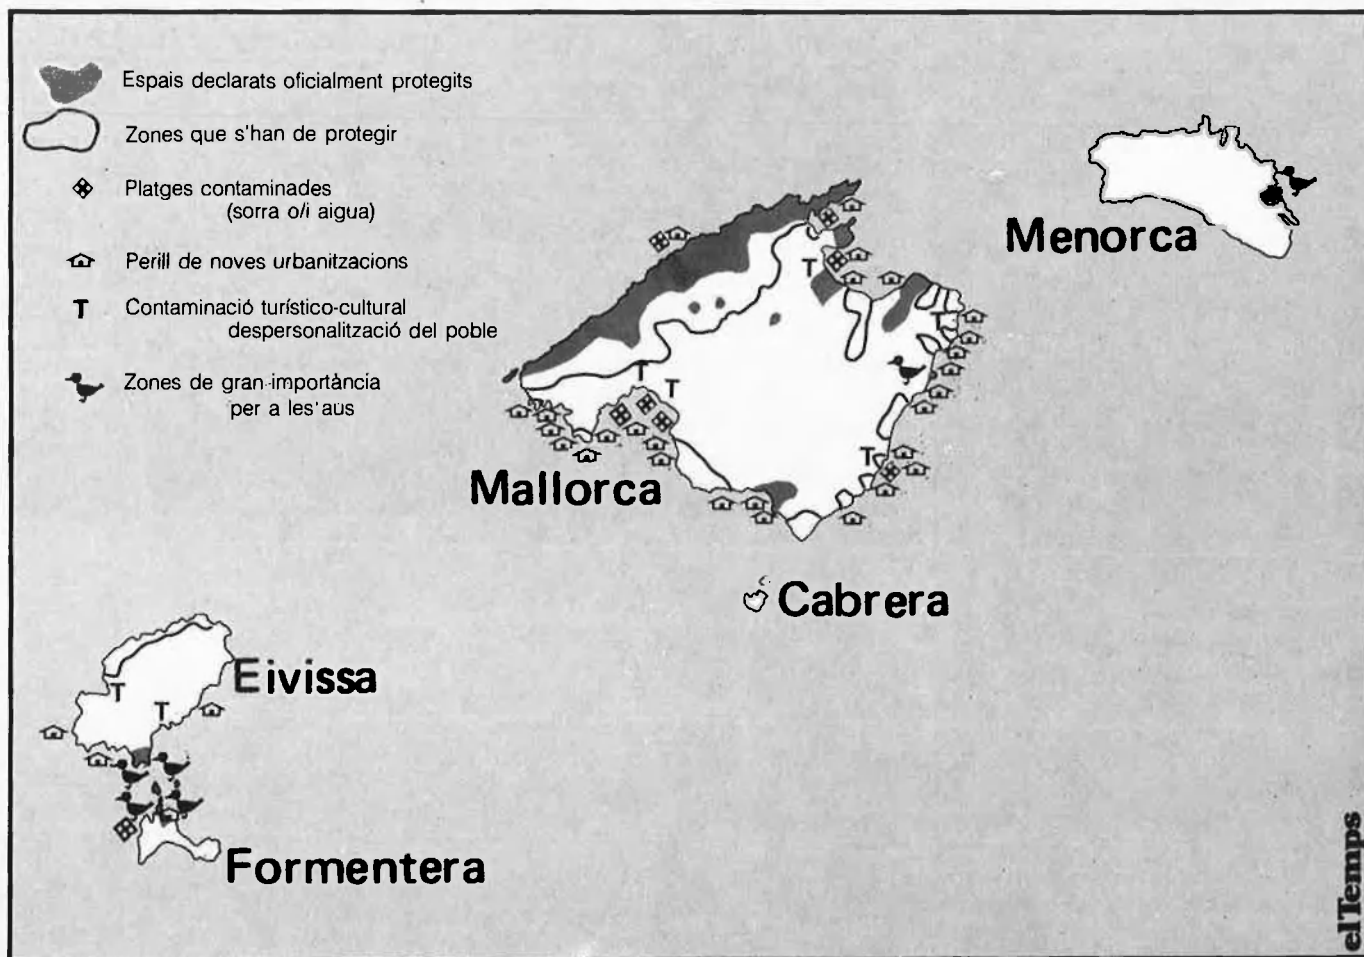 Espais declarats oficialment protegits
Zones que s'han de protegir
Platges contaminades
(sorra o/i aigua)
Perill de noves urbanitzacions
T Contaminació turístico-cultural
despersonalització del poble
Zones de gran importància
per a les aus
Menorca
T
T
T
T
Mallorca
T
Cabrera
Eivissa
T
T
Formentera
elTemps